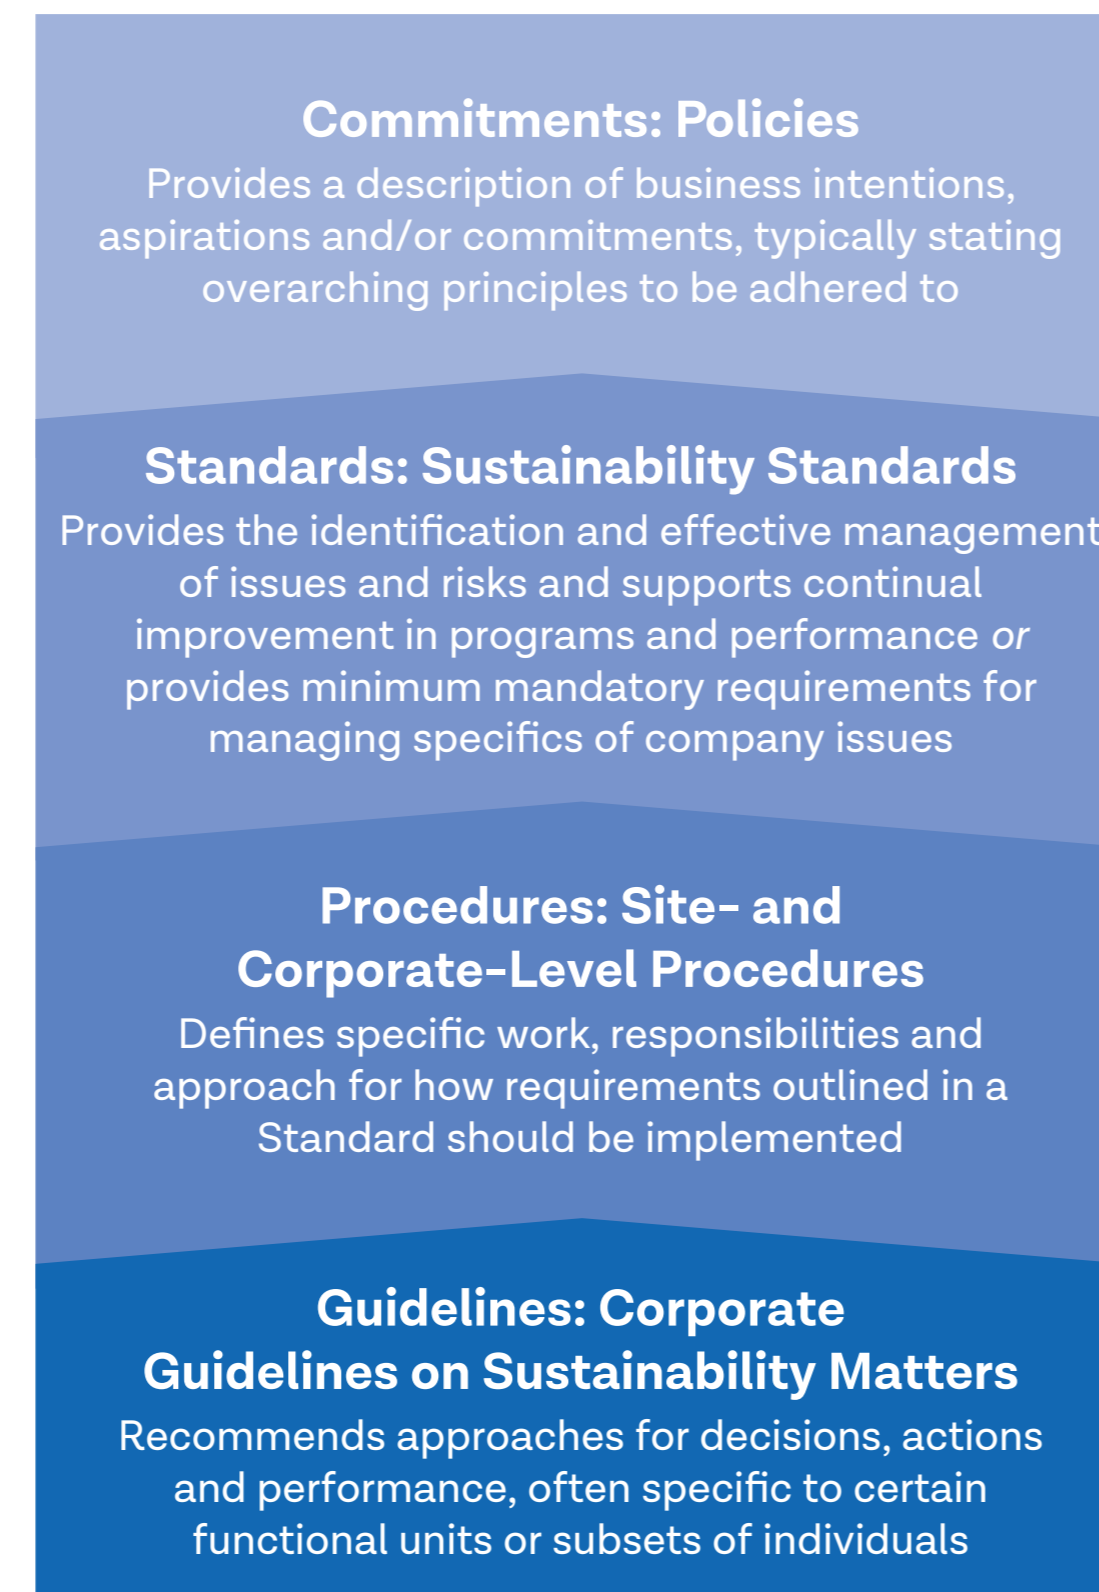 Commitments: Policies
Provides a description of business intentions,
aspirations and/or commitments, typically stating
overarching principles to be adhered to
Standards: Sustainability Standards
Provides the identification and effective management
of issues and risks and supports continual
improvement in programs and performance or
provides minimum mandatory requirements for
managing specifics of company issues
Procedures: Site- and
Corporate-Level Procedures
Defines specific work, responsibilities and
approach for how requirements outlined in a
Standard should be implemented
Guidelines: Corporate
Guidelines on Sustainability Matters
Recommends approaches for decisions, actions
and performance, often specific to certain
functional units or subsets of individuals